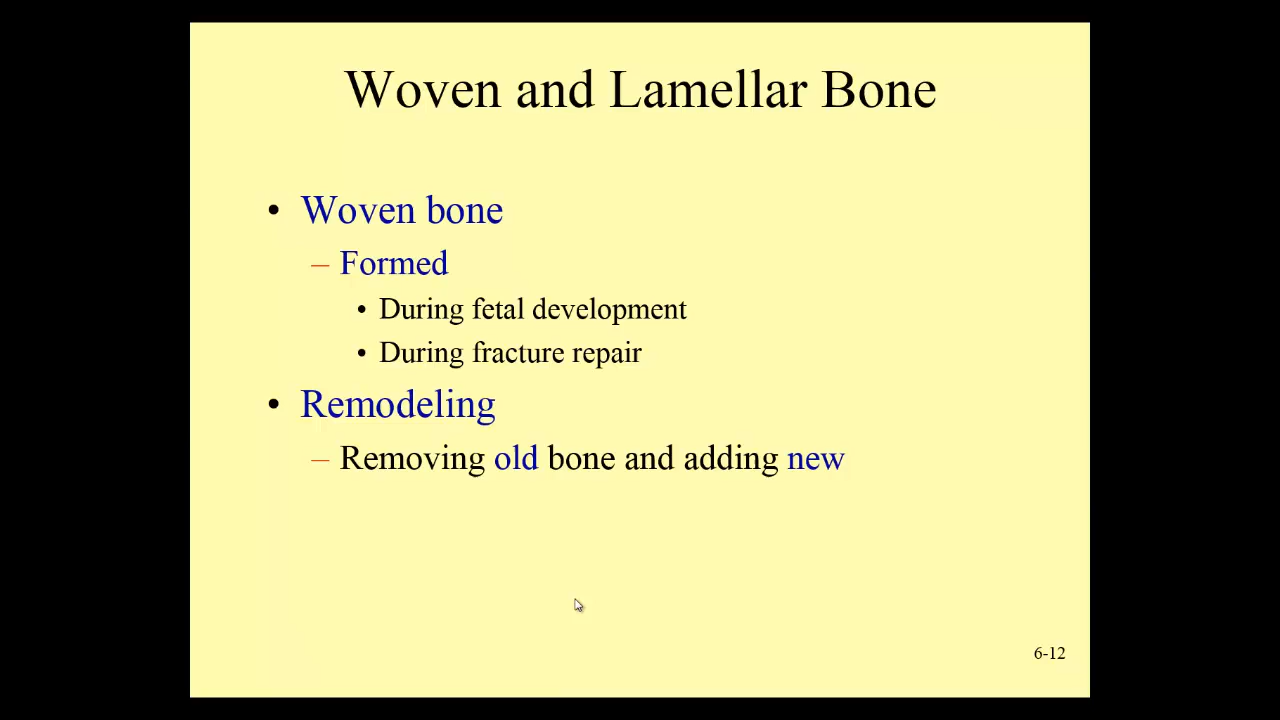 Woven and Lamellar Bone
• Woven bone
– Formed
• During fetal development
• During fracture repair
• Remodeling
– Removing old bone and adding new
6-12